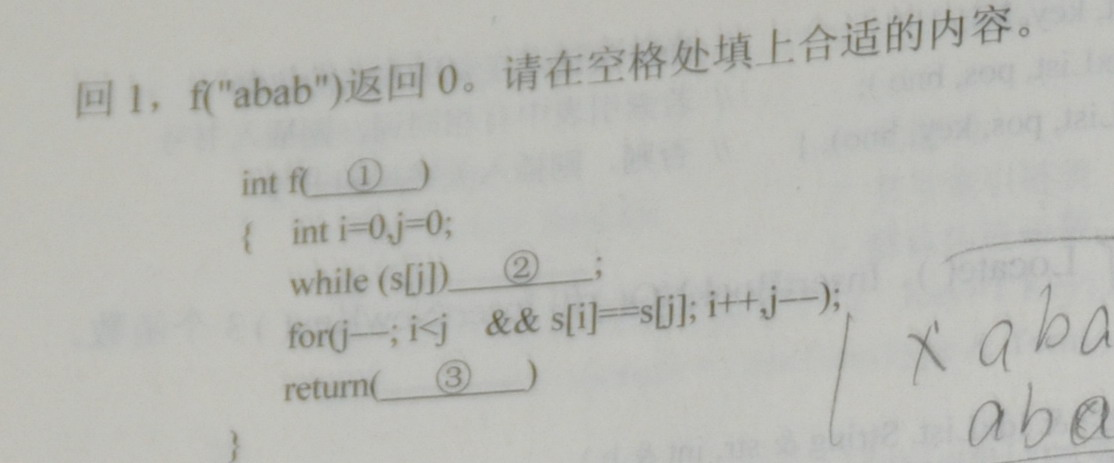 回 1，f("abab")返回 0。请在空格处填上合适的内容。
int f( ① )
{ int i=0,j=0;
while (s[j]) ② ;
for(j--; i<j && s[i]==s[j]; i++,j--);
return( ③ )
}
x aba
aba